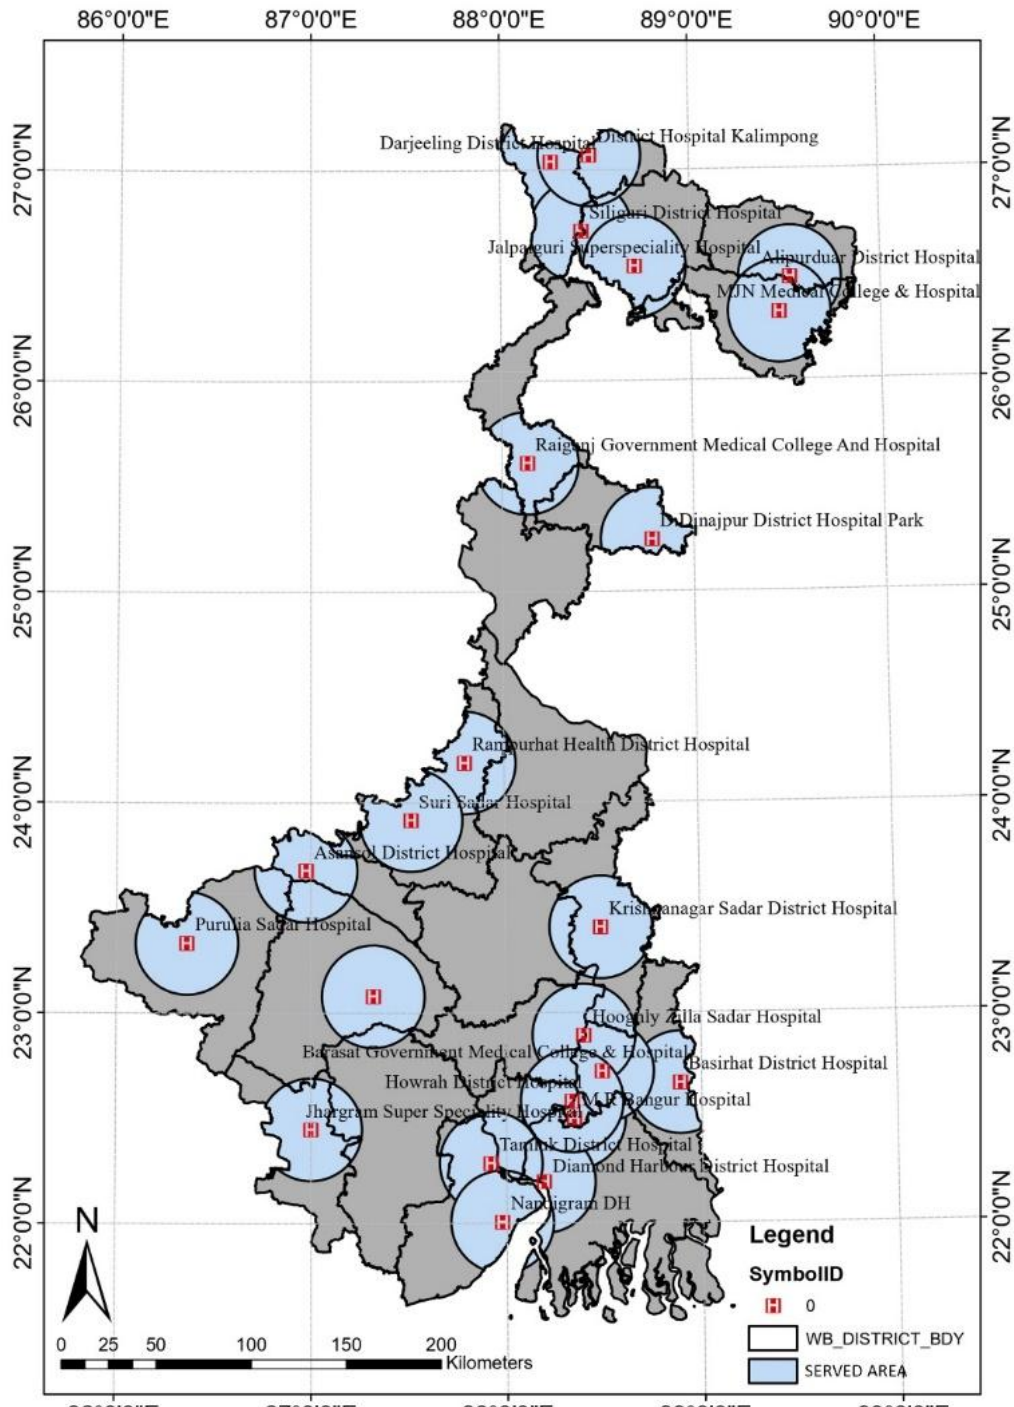 86°0'0"E 87°0'0"E 88°0'0"E 89°0'0"E 90°0'0"E
27°0'0"N
26°0'0"N
25°0'0"N
24°0'0"N
23°0'0"N
22°0'0"N
27°0'0"N
26°0'0"N
25°0'0"N
24°0'0"N
23°0'0"N
22°0'0"N
District Hospital Kalimpong
Darjeeling District Hospital
Siliguri District Hospital
Jalpaiguri Superspeciality Hospital
Alipurduar District Hospital
MJN Medical College & Hospital
Raiganj Government Medical College And Hospital
D.Dinajpur District Hospital Park
Rampurhat Health District Hospital
Suri Sadar Hospital
Asansol District Hospital
Krishnanagar Sadar District Hospital
Purulia Sadar Hospital
Hooghly Zilla Sadar Hospital
Barasat Government Medical College & Hospital
Basirhat District Hospital
Howrah District Hospital
M R Bangur Hospital
Jhargram Super Speciality Hospital
Tamluk District Hospital
Diamond Harbour District Hospital
Nandigram DH
N
0 25 50 100 150 200
Kilometers
Legend
SymbolID
H 0
WB_DISTRICT_BDY
SERVED AREA